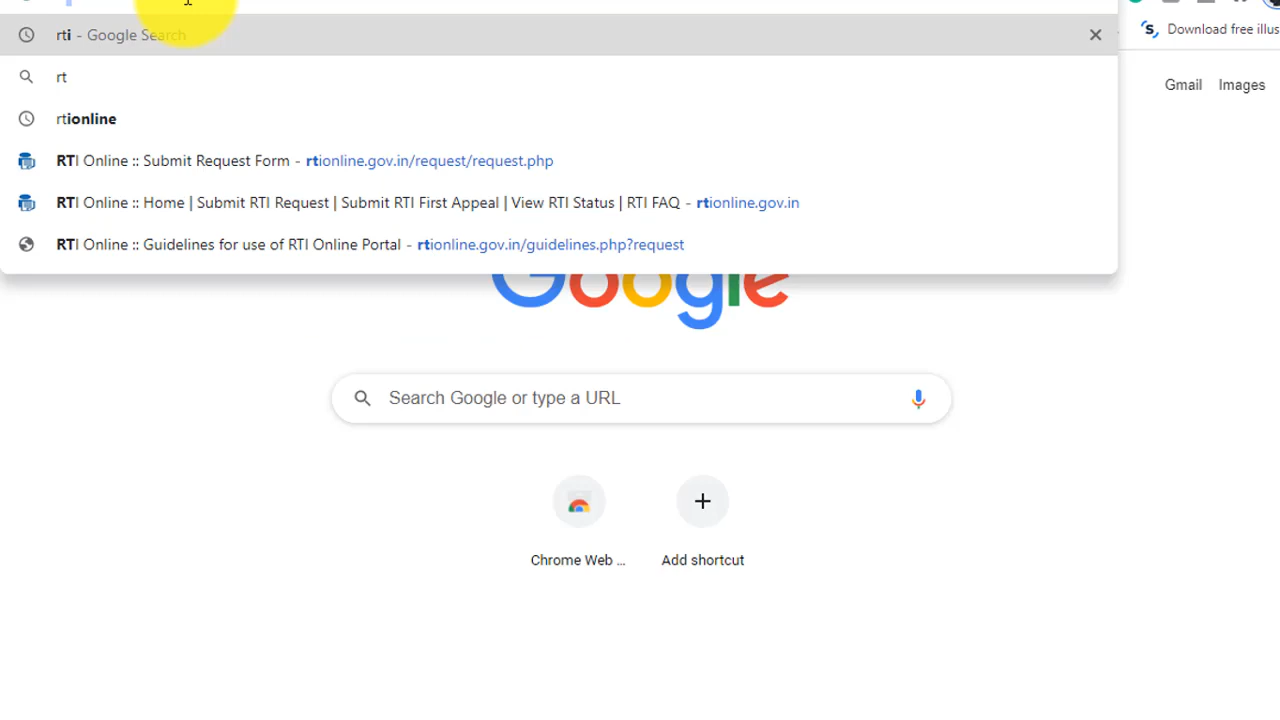 rti - Google Search
Download free illus
rt
Gmail Images
rtionline
RTI Online :: Submit Request Form - rtionline.gov.in/request/request.php
RTI Online :: Home | Submit RTI Request | Submit RTI First Appeal | View RTI Status | RTI FAQ - rtionline.gov.in
RTI Online :: Guidelines for use of RTI Online Portal - rtionline.gov.in/guidelines.php?request
Google
Search Google or type a URL
Chrome Web ...
Add shortcut